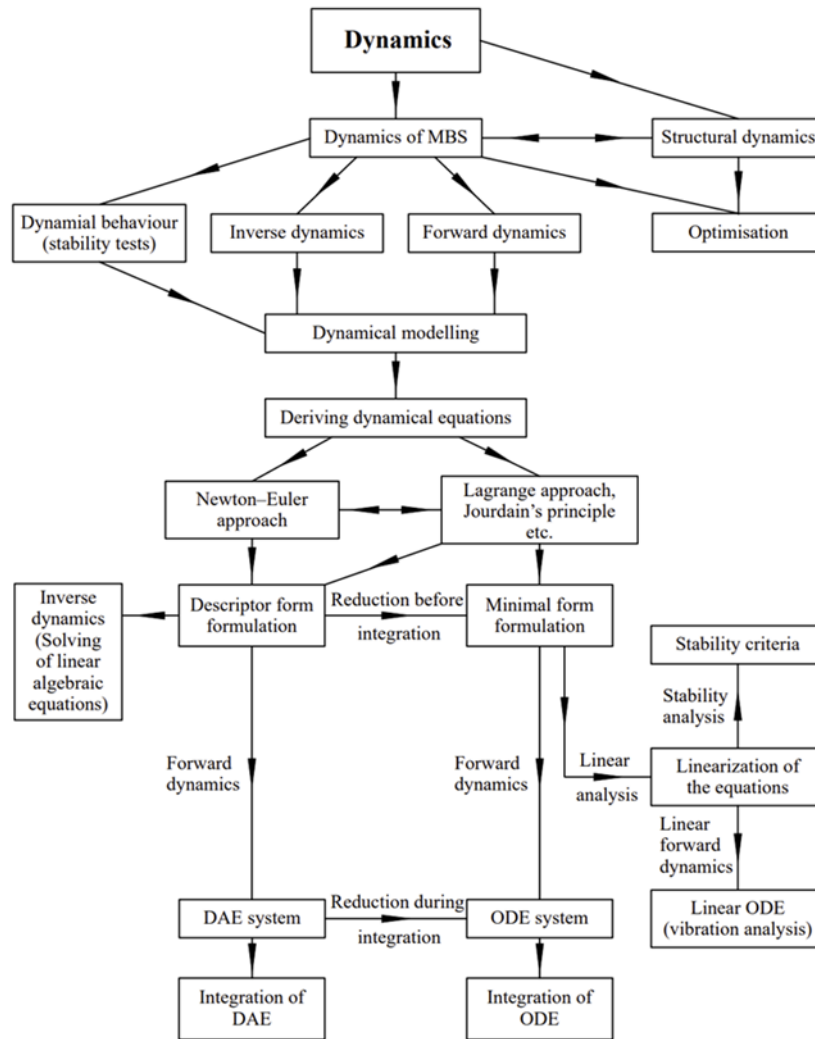 Dynamics
Dynamics of MBS
Structural dynamics
Dynamial behaviour
(stability tests)
Inverse dynamics
Forward dynamics
Optimisation
Dynamical modelling
Deriving dynamical equations
Newton–Euler
approach
Lagrange approach,
Jourdain's principle
etc.
Inverse
dynamics
(Solving
of linear
algebraic
equations)
Descriptor form
formulation
Reduction before
integration
Minimal form
formulation
Stability criteria
Stability
analysis
Forward
dynamics
Forward
dynamics
Linear
analysis
Linearization of
the equations
Linear
forward
dynamics
DAE system
Reduction during
integration
ODE system
Linear ODE
(vibration analysis)
Integration of
DAE
Integration of
ODE